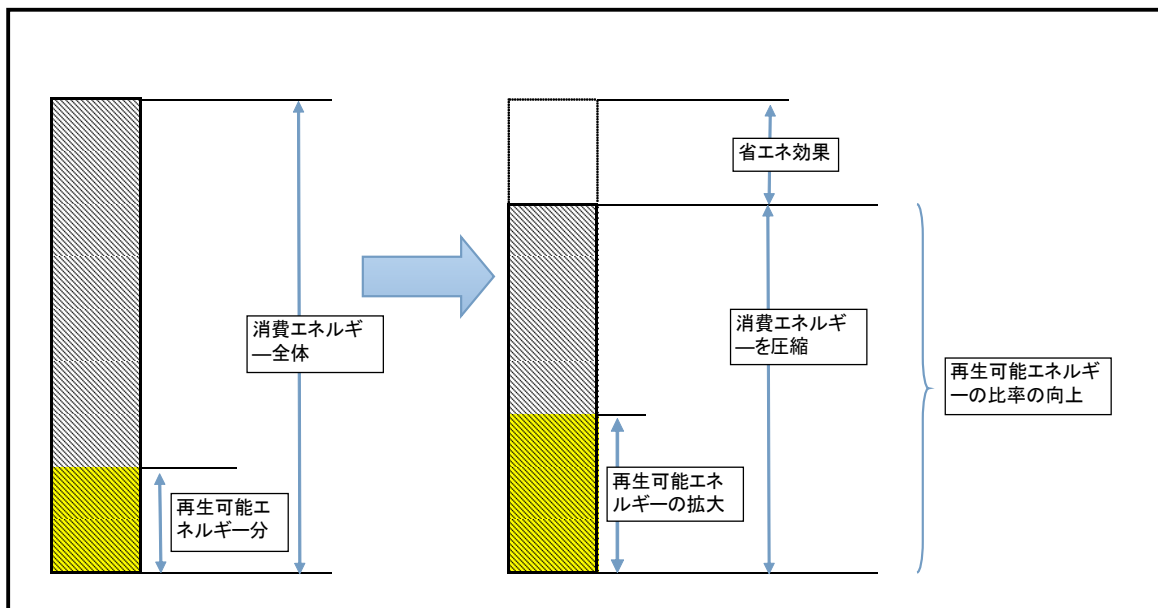 消費エネルギ
ー全体
再生可能エ
ネルギー分
省エネ効果
消費エネルギ
ーを圧縮
再生可能エネ
ルギーの拡大
再生可能エネルギ
ーの比率の向上